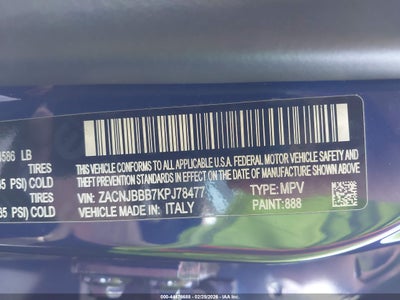 586 LB
TIRES
PSI) COLD
TIRES
85 PSI) COLD
THIS VEHICLE CONFORMS TO ALL APPLICABLE U.S.A. FEDERAL MOTOR VEHICLE
SAFETY, BUMPER, AND THEFT PREVENTION STANDARDS IN EFFECT ON THE DATE OF
MANUFACTURE SHOWN ABOVE.
VIN: ZACNJBBB7KPJ78477 TYPE: MPV
VEHICLE MADE IN: ITALY PAINT: 888